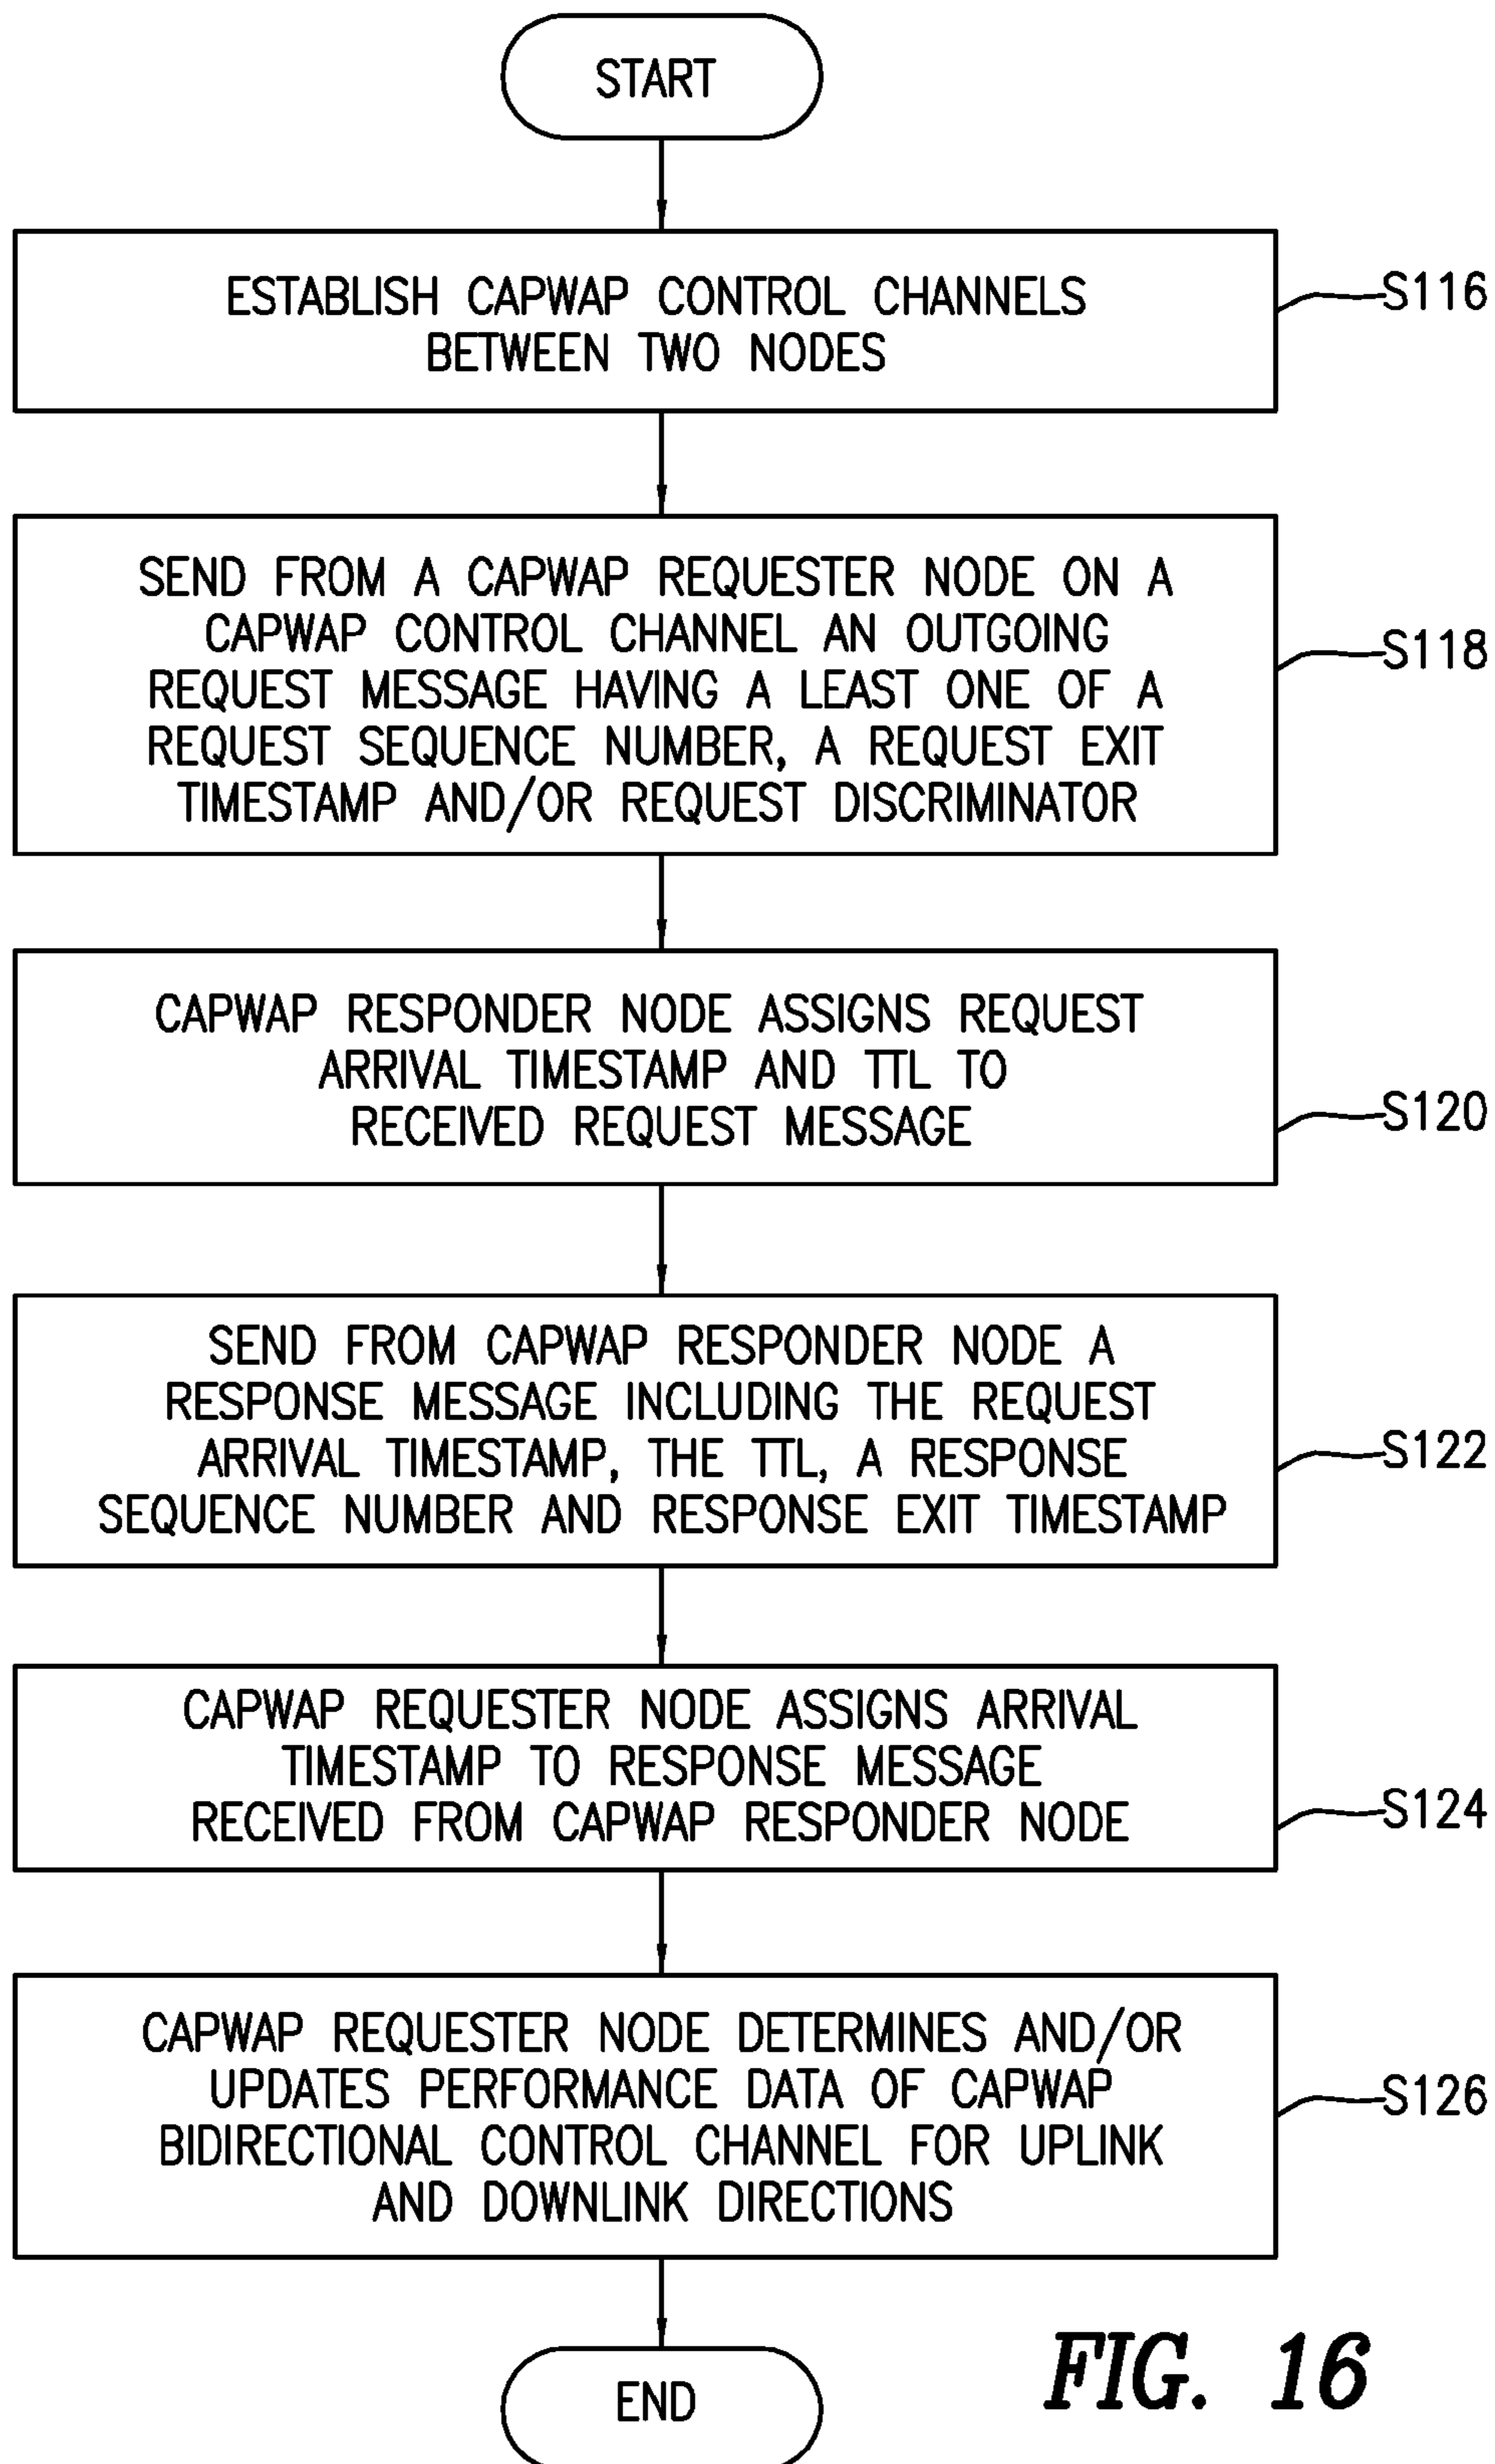 START
ESTABLISH CAPWAP CONTROL CHANNELS
BETWEEN TWO NODES
S116
SEND FROM A CAPWAP REQUESTER NODE ON A
CAPWAP CONTROL CHANNEL AN OUTGOING
REQUEST MESSAGE HAVING A LEAST ONE OF A
REQUEST SEQUENCE NUMBER, A REQUEST EXIT
TIMESTAMP AND/OR REQUEST DISCRIMINATOR
S118
CAPWAP RESPONDER NODE ASSIGNS REQUEST
ARRIVAL TIMESTAMP AND TTL TO
RECEIVED REQUEST MESSAGE
S120
SEND FROM CAPWAP RESPONDER NODE A
RESPONSE MESSAGE INCLUDING THE REQUEST
ARRIVAL TIMESTAMP, THE TTL, A RESPONSE
SEQUENCE NUMBER AND RESPONSE EXIT TIMESTAMP
S122
CAPWAP REQUESTER NODE ASSIGNS ARRIVAL
TIMESTAMP TO RESPONSE MESSAGE
RECEIVED FROM CAPWAP RESPONDER NODE
S124
CAPWAP REQUESTER NODE DETERMINES AND/OR
UPDATES PERFORMANCE DATA OF CAPWAP
BIDIRECTIONAL CONTROL CHANNEL FOR UPLINK
AND DOWNLINK DIRECTIONS
S126
END
FIG. 16